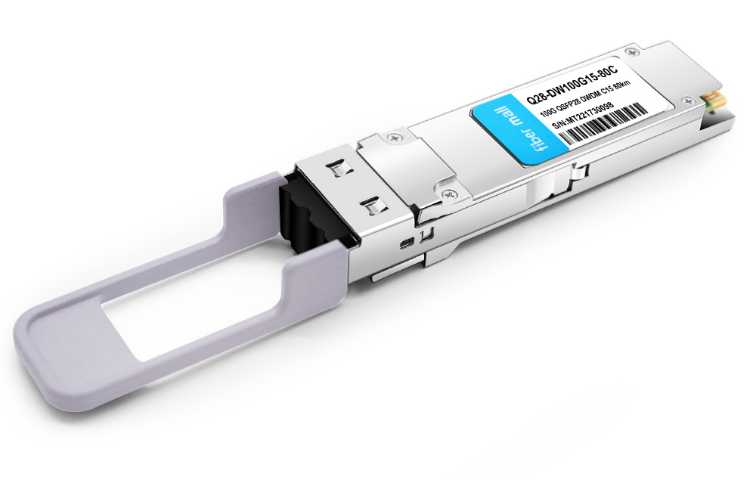 fiber mall
Q28-DW100G15-80C
100G QSFP28 DWDM C15 80km
S/N:MT221730098